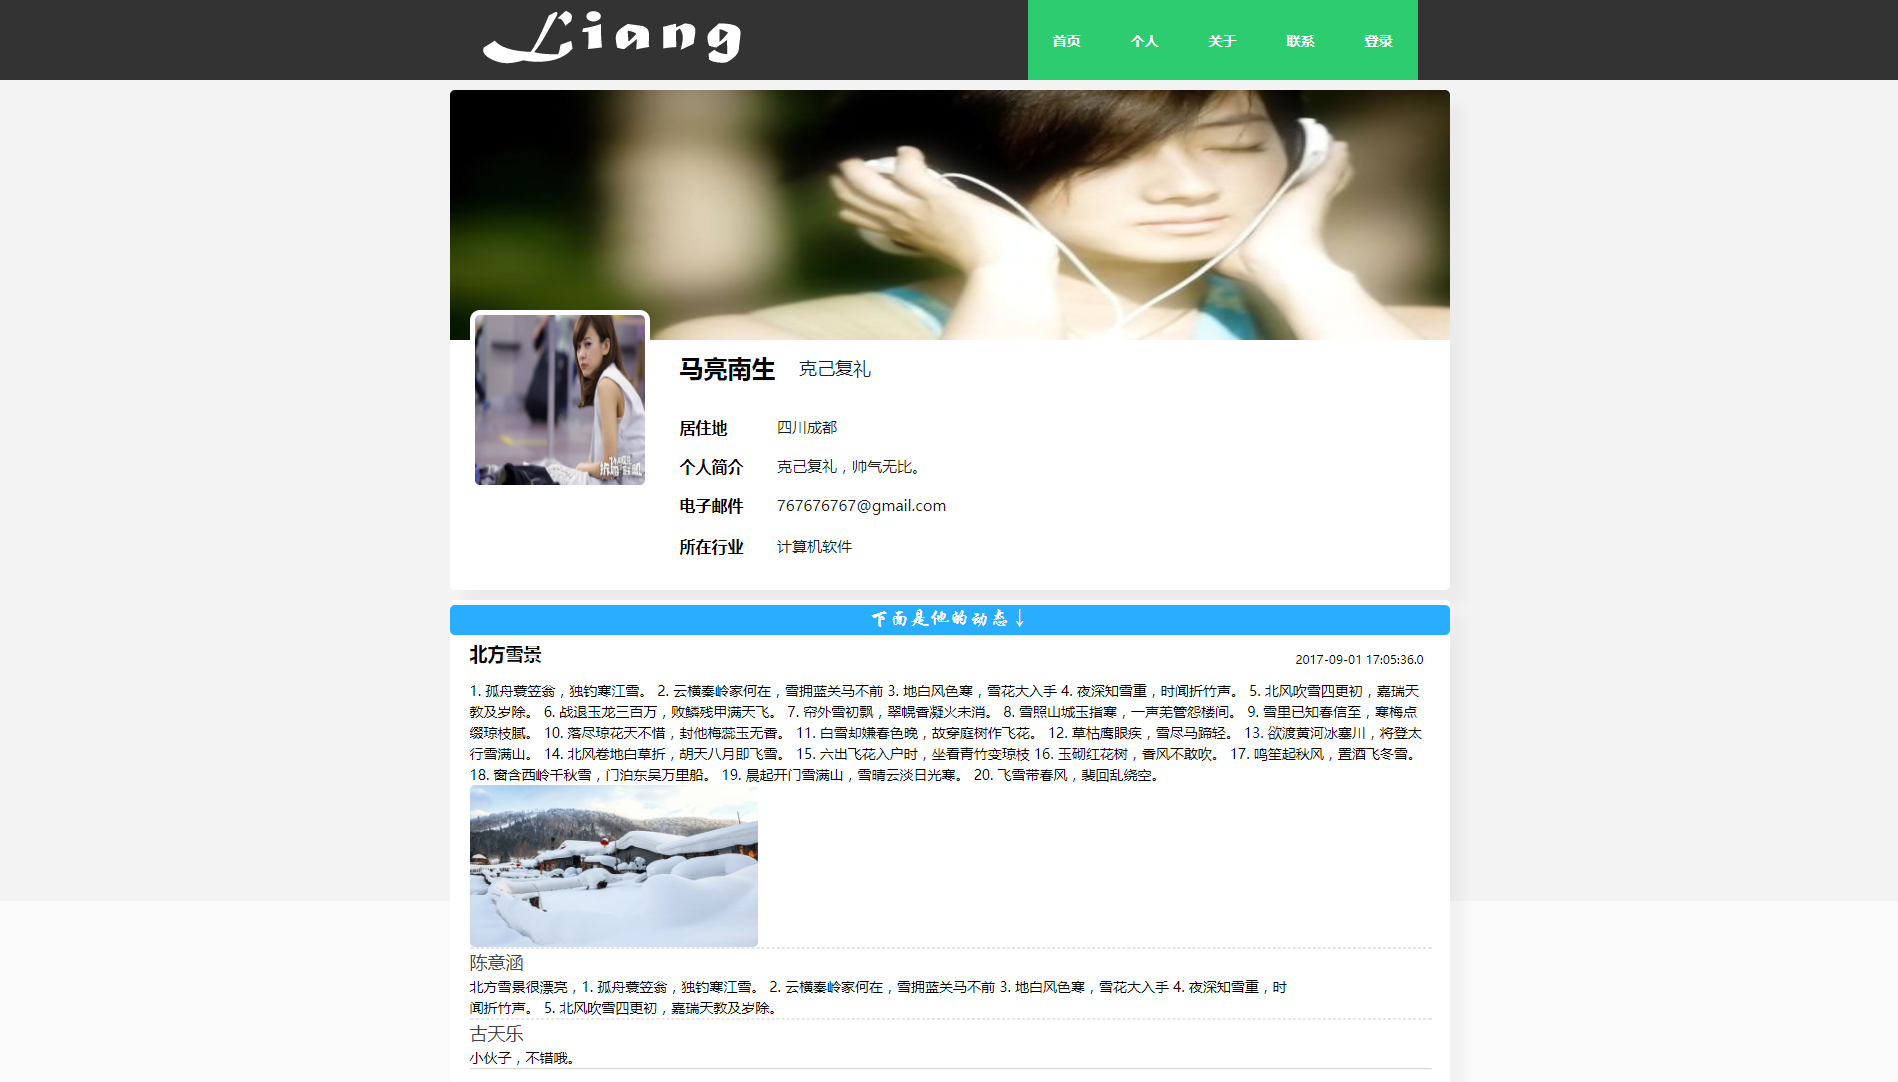 Liang
首页 个人 关于 联系 登录
马亮南生 克己复礼
居住地 四川成都
个人简介 克己复礼，帅气无比。
电子邮件 767676767@gmail.com
所在行业 计算机软件
下面是他的动态↓
北方雪景 2017-09-01 17:05:36.0
1. 孤舟蓑笠翁，独钓寒江雪。 2. 云横秦岭家何在，雪拥蓝关马不前 3. 地白风色寒，雪花大入手 4. 夜深知雪重，时闻折竹声。 5. 北风吹雪四更初，嘉瑞天
教及岁除。 6. 战退玉龙三百万，败鳞残甲满天飞。 7. 帘外雪初飘，翠幌香凝火未消。 8. 雪照山城玉指寒，一声羌管怨楼间。 9. 雪里已知春信至，寒梅点
缀琼枝腻。 10. 落尽琼花天不惜，封他梅蕊玉无香。 11. 白雪却嫌春色晚，故穿庭树作飞花。 12. 草枯鹰眼疾，雪尽马蹄轻。 13. 欲渡黄河冰塞川，将登太
行雪满山。 14. 北风卷地白草折，胡天八月即飞雪。 15. 六出飞花入户时，坐看青竹变琼枝 16. 玉砌红花树，香风不敢吹。 17. 鸣笙起秋风，置酒飞冬雪。
18. 窗含西岭千秋雪，门泊东吴万里船。 19. 晨起开门雪满山，雪晴云淡日光寒。 20. 飞雪带春风，裴回乱绕空。
陈意涵
北方雪景很漂亮，1. 孤舟蓑笠翁，独钓寒江雪。 2. 云横秦岭家何在，雪拥蓝关马不前 3. 地白风色寒，雪花大入手 4. 夜深知雪重，时
闻折竹声。 5. 北风吹雪四更初，嘉瑞天教及岁除。
古天乐
小伙子，不错哦。